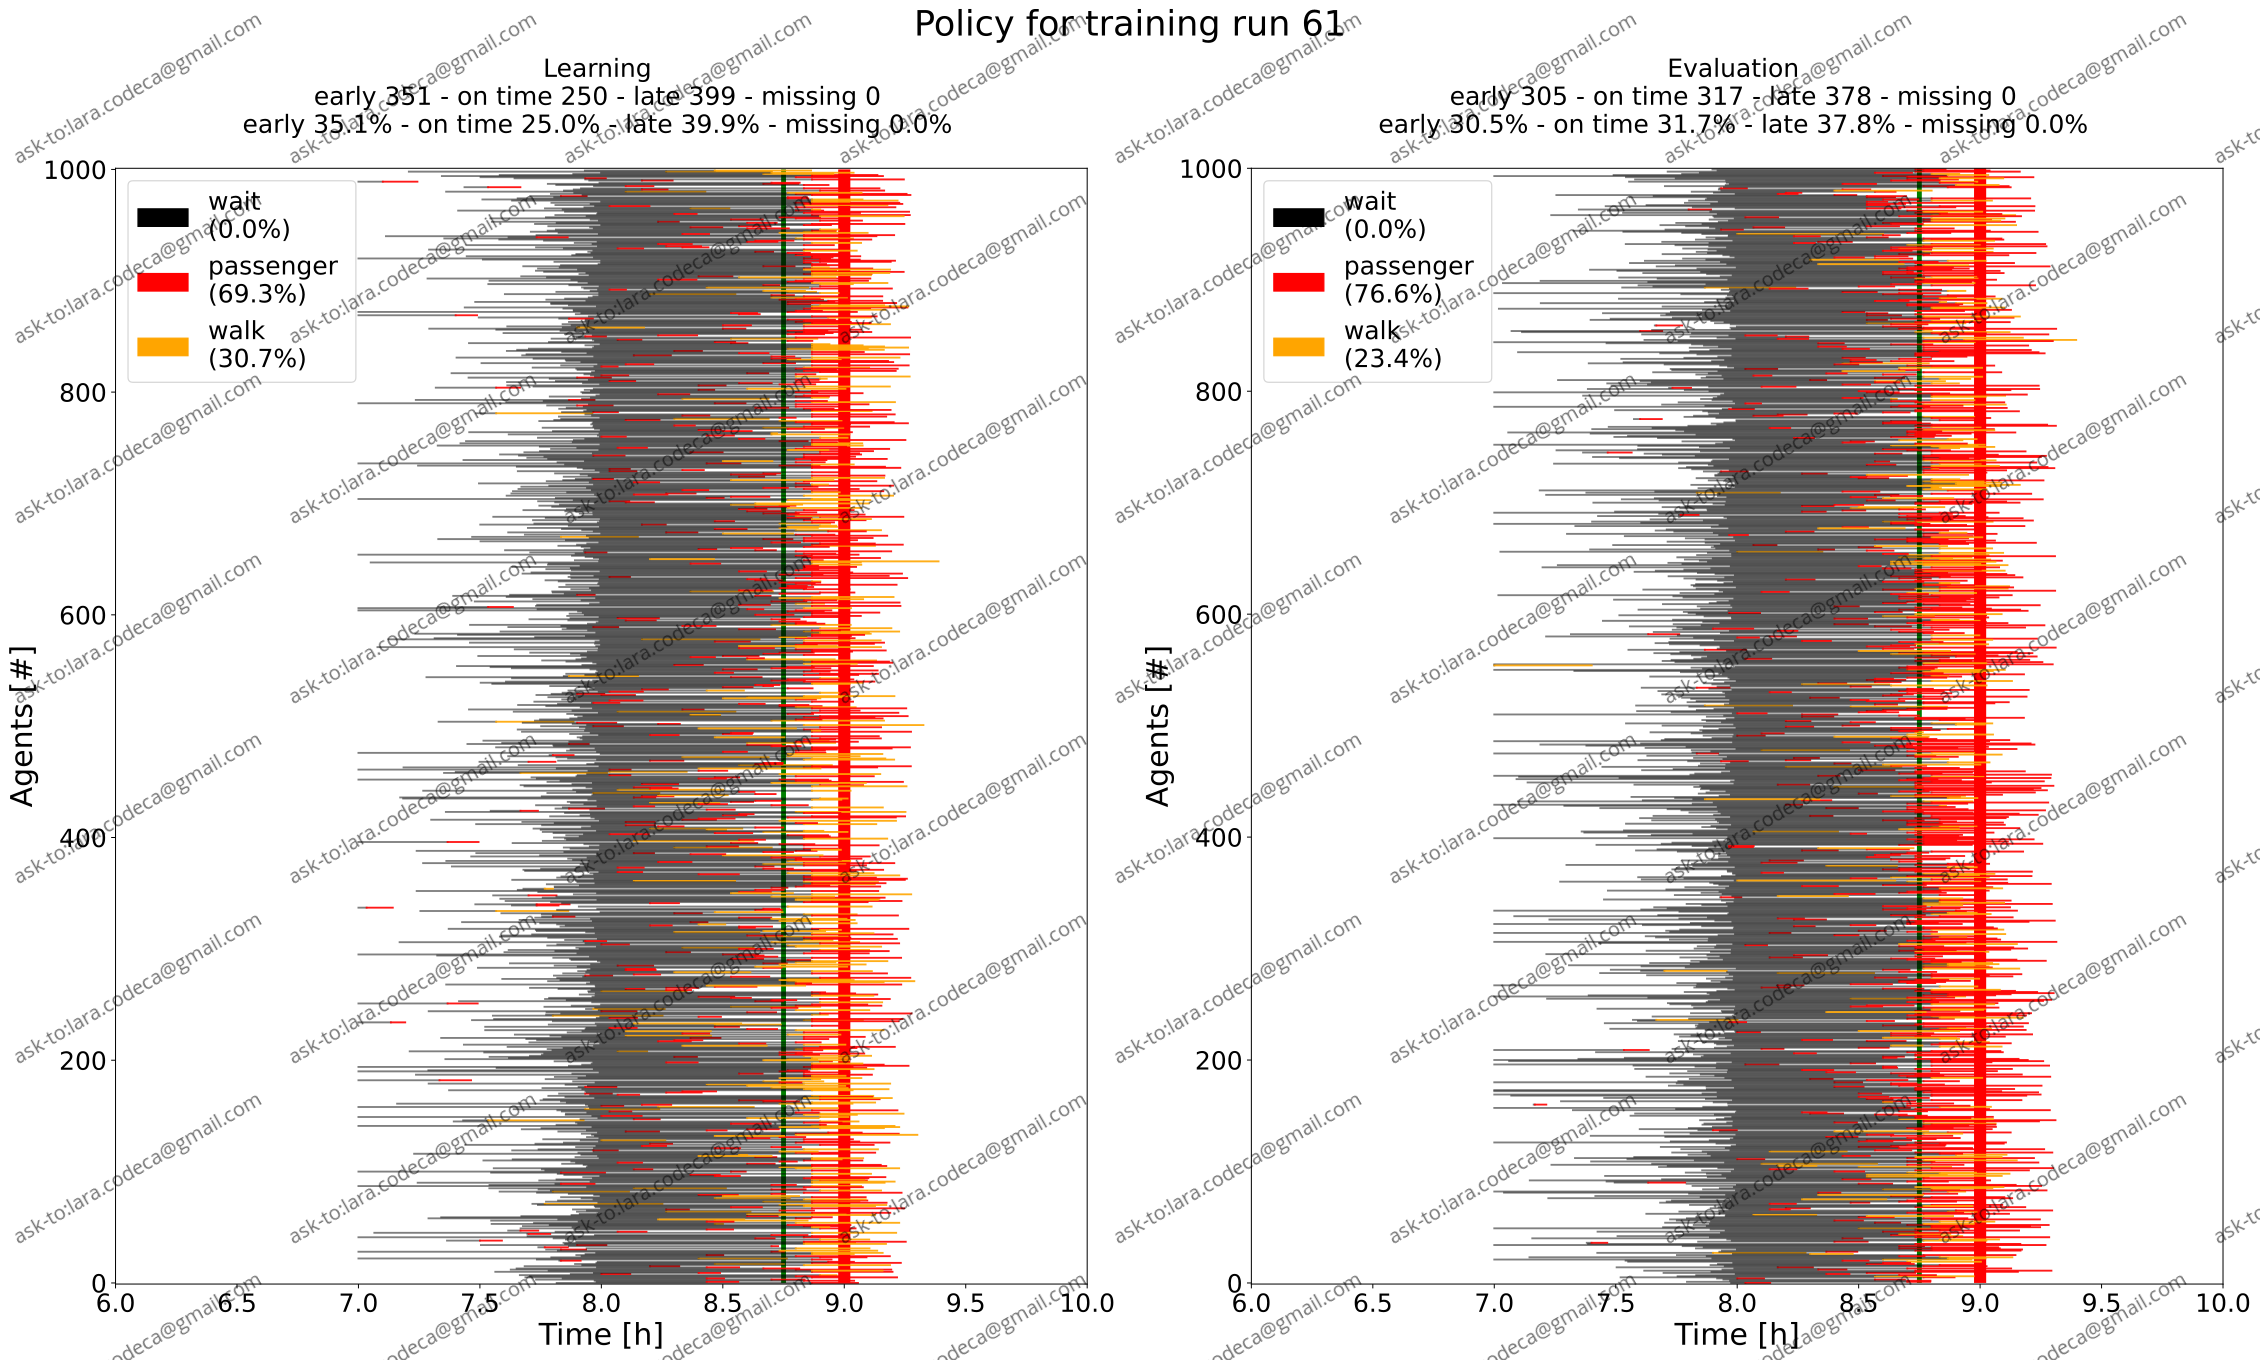 Policy for training run 61
Learning
early 351 - on time 250 - late 399 - missing 0
early 35.1% - on time 25.0% - late 39.9% - missing 0.0%
1000
800
600
400
200
0
Agents [#]
wait
(0.0%)
passenger
(69.3%)
walk
(30.7%)
6.0 6.5 7.0 7.5 8.0 8.5 9.0 9.5 10.0
Time [h]
Evaluation
early 305 - on time 317 - late 378 - missing 0
early 30.5% - on time 31.7% - late 37.8% - missing 0.0%
1000
800
600
400
200
0
Agents [#]
wait
(0.0%)
passenger
(76.6%)
walk
(23.4%)
6.0 6.5 7.0 7.5 8.0 8.5 9.0 9.5 10.0
Time [h]
ask-to:lara.codeca@gmail.com